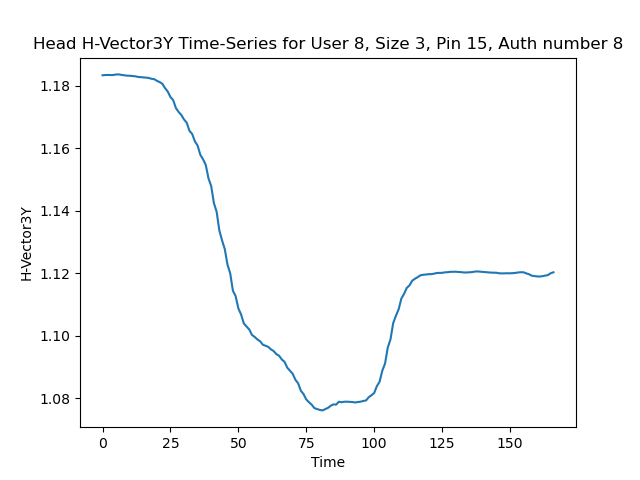 Head H-Vector3Y Time-Series for User 8, Size 3, Pin 15, Auth number 8
1.18
1.16
1.14
1.12
1.10
1.08
H-Vector3Y
0 25 50 75 100 125 150
Time